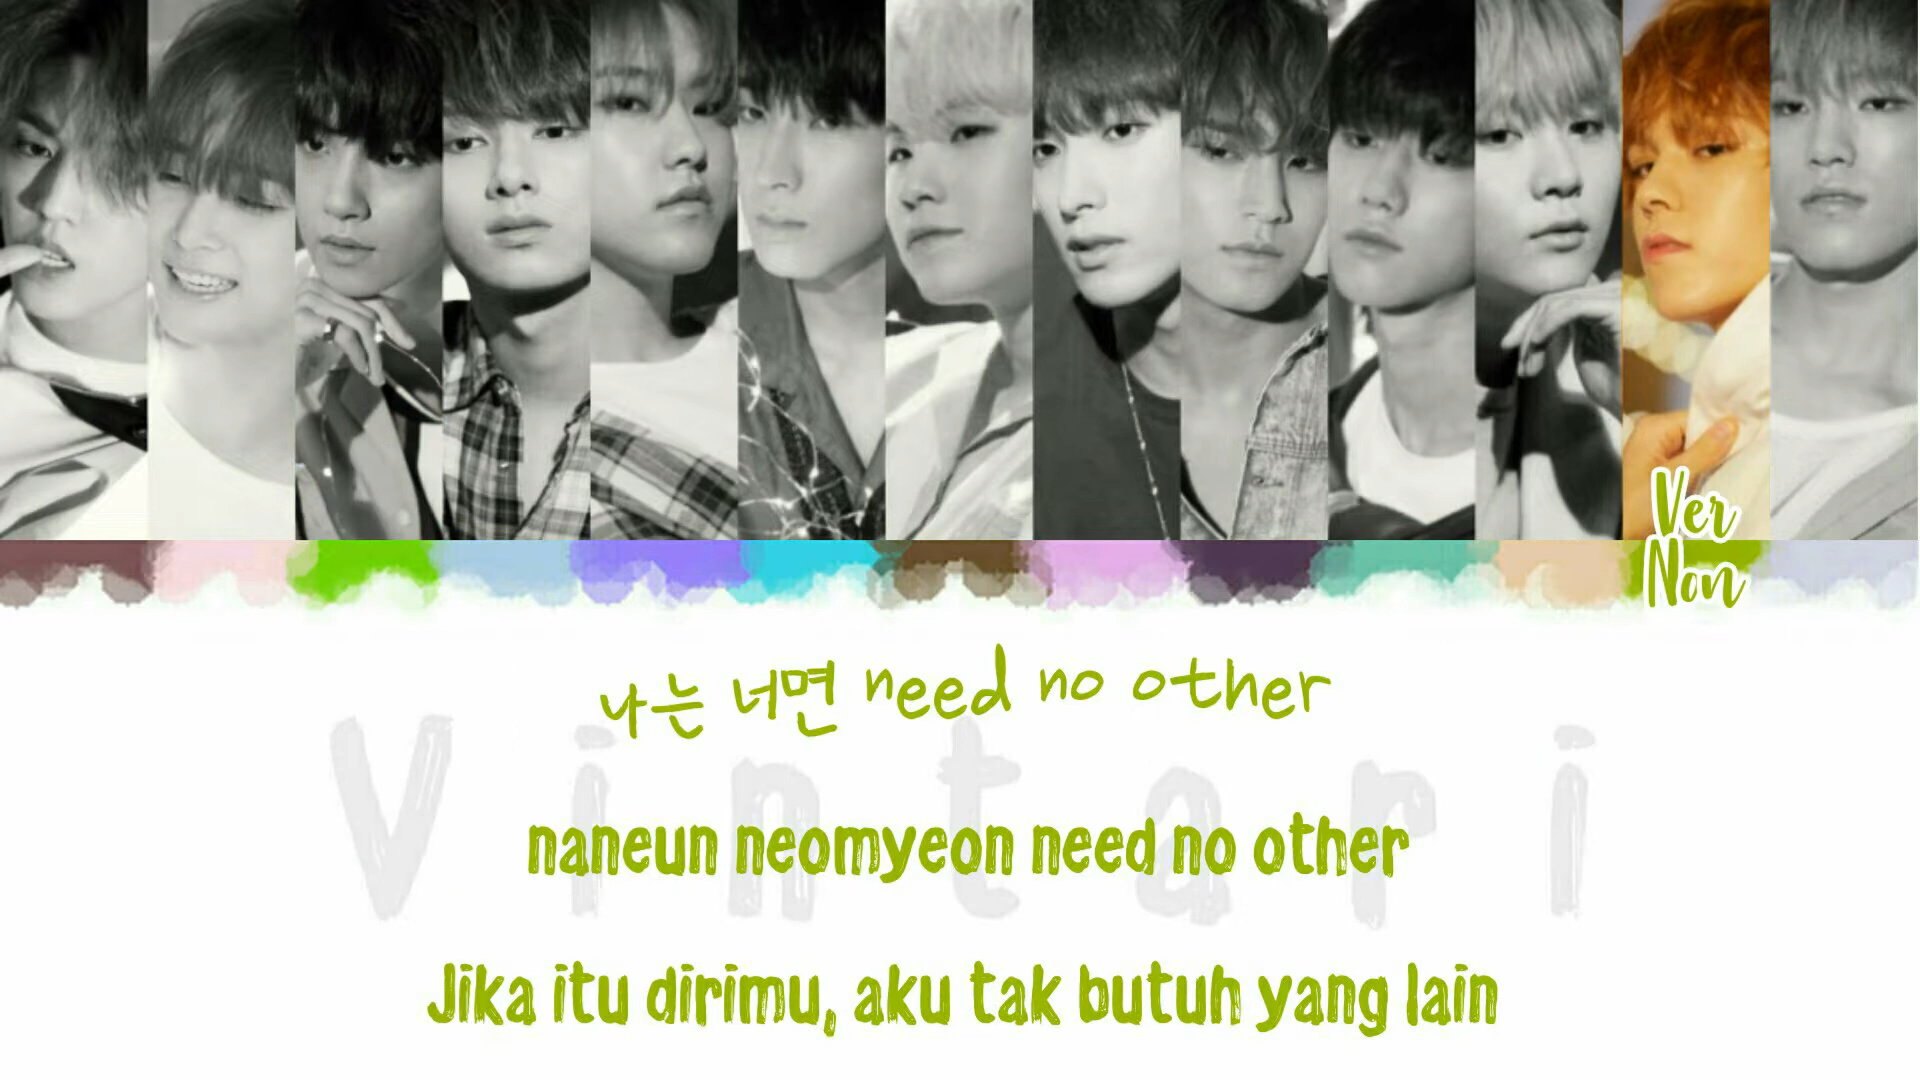 Ver
Non
나는 너면 need no other
Vintari
naneun neomyeon need no other
Jika itu dirimu, aku tak butuh yang lain